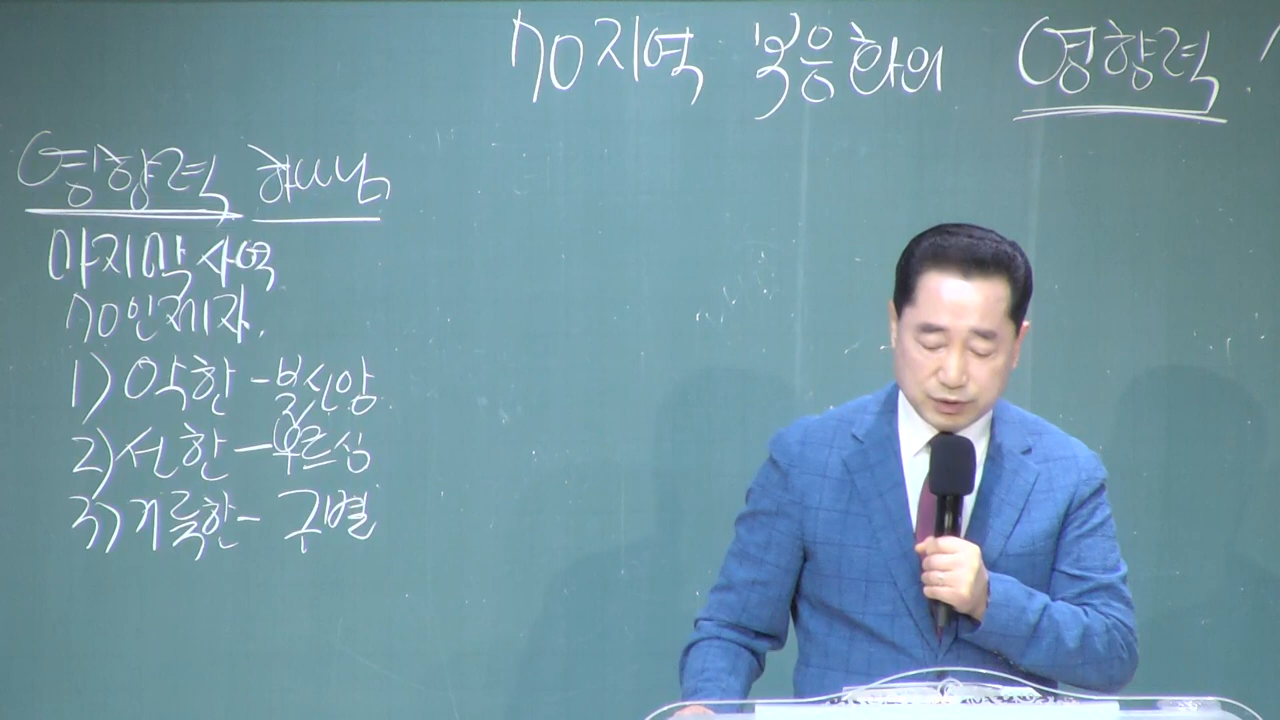 70지역 복음화의 영향력!
영향력 하나님
마지막 사역
70인 제자.
1) 악한 - 불신앙
2) 선한 - 부르심
3) 거룩한 - 구별